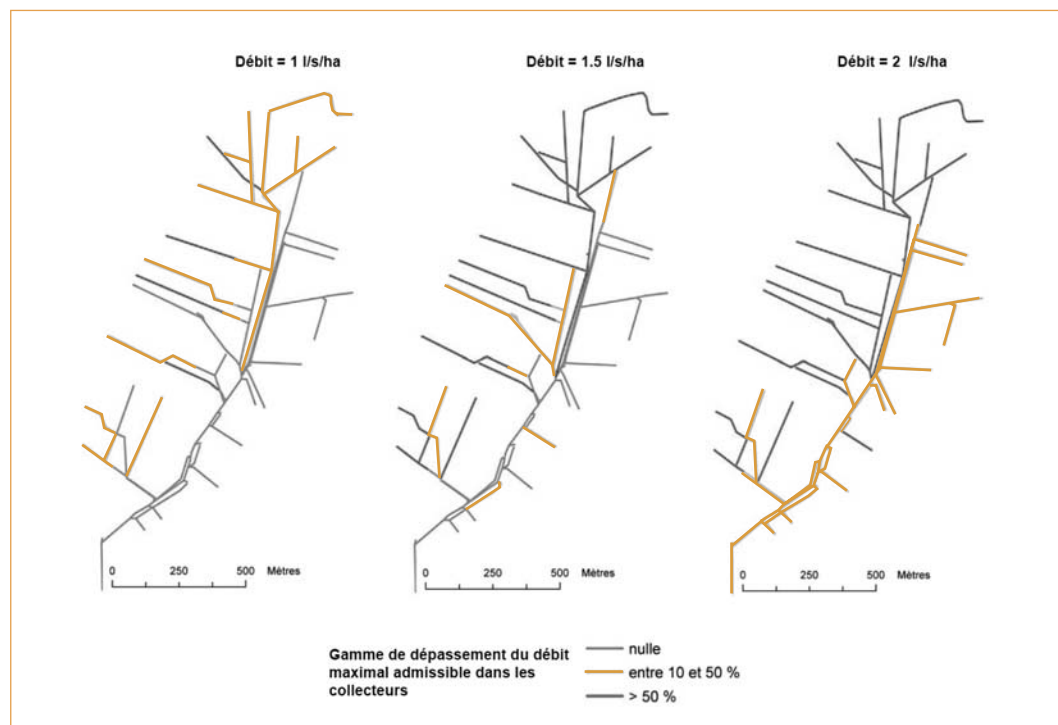 Débit = 1 l/s/ha
Débit = 1.5 l/s/ha
Débit = 2 l/s/ha
0 250 500 Mètres
0 250 500 Mètres
0 250 500 Mètres
Gamme de dépassement du débit
maximal admissible dans les
collecteurs
nulle
entre 10 et 50 %
> 50 %